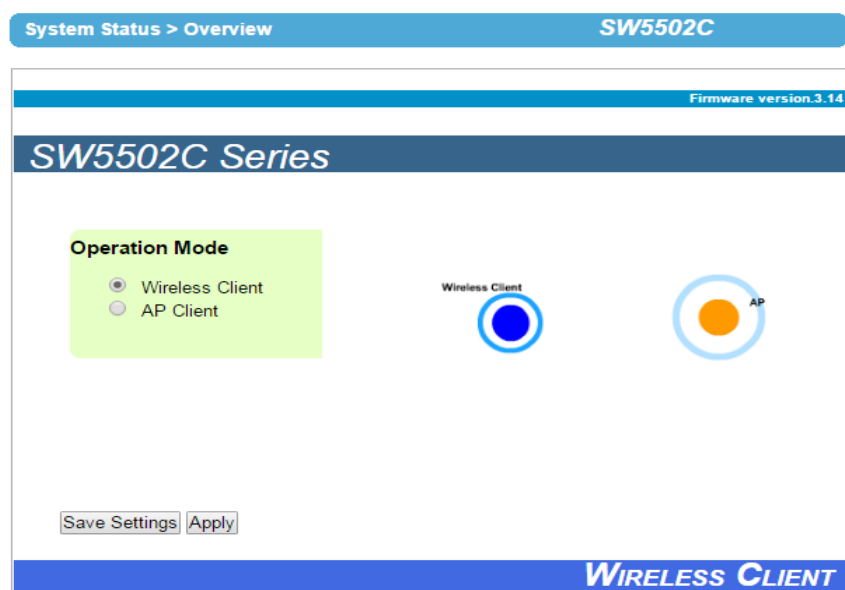 System Status > Overview SW5502C
Firmware version.3.14
SW5502C Series
Operation Mode
Wireless Client
AP Client
Wireless Client
AP
Save Settings Apply
WIRELESS CLIENT